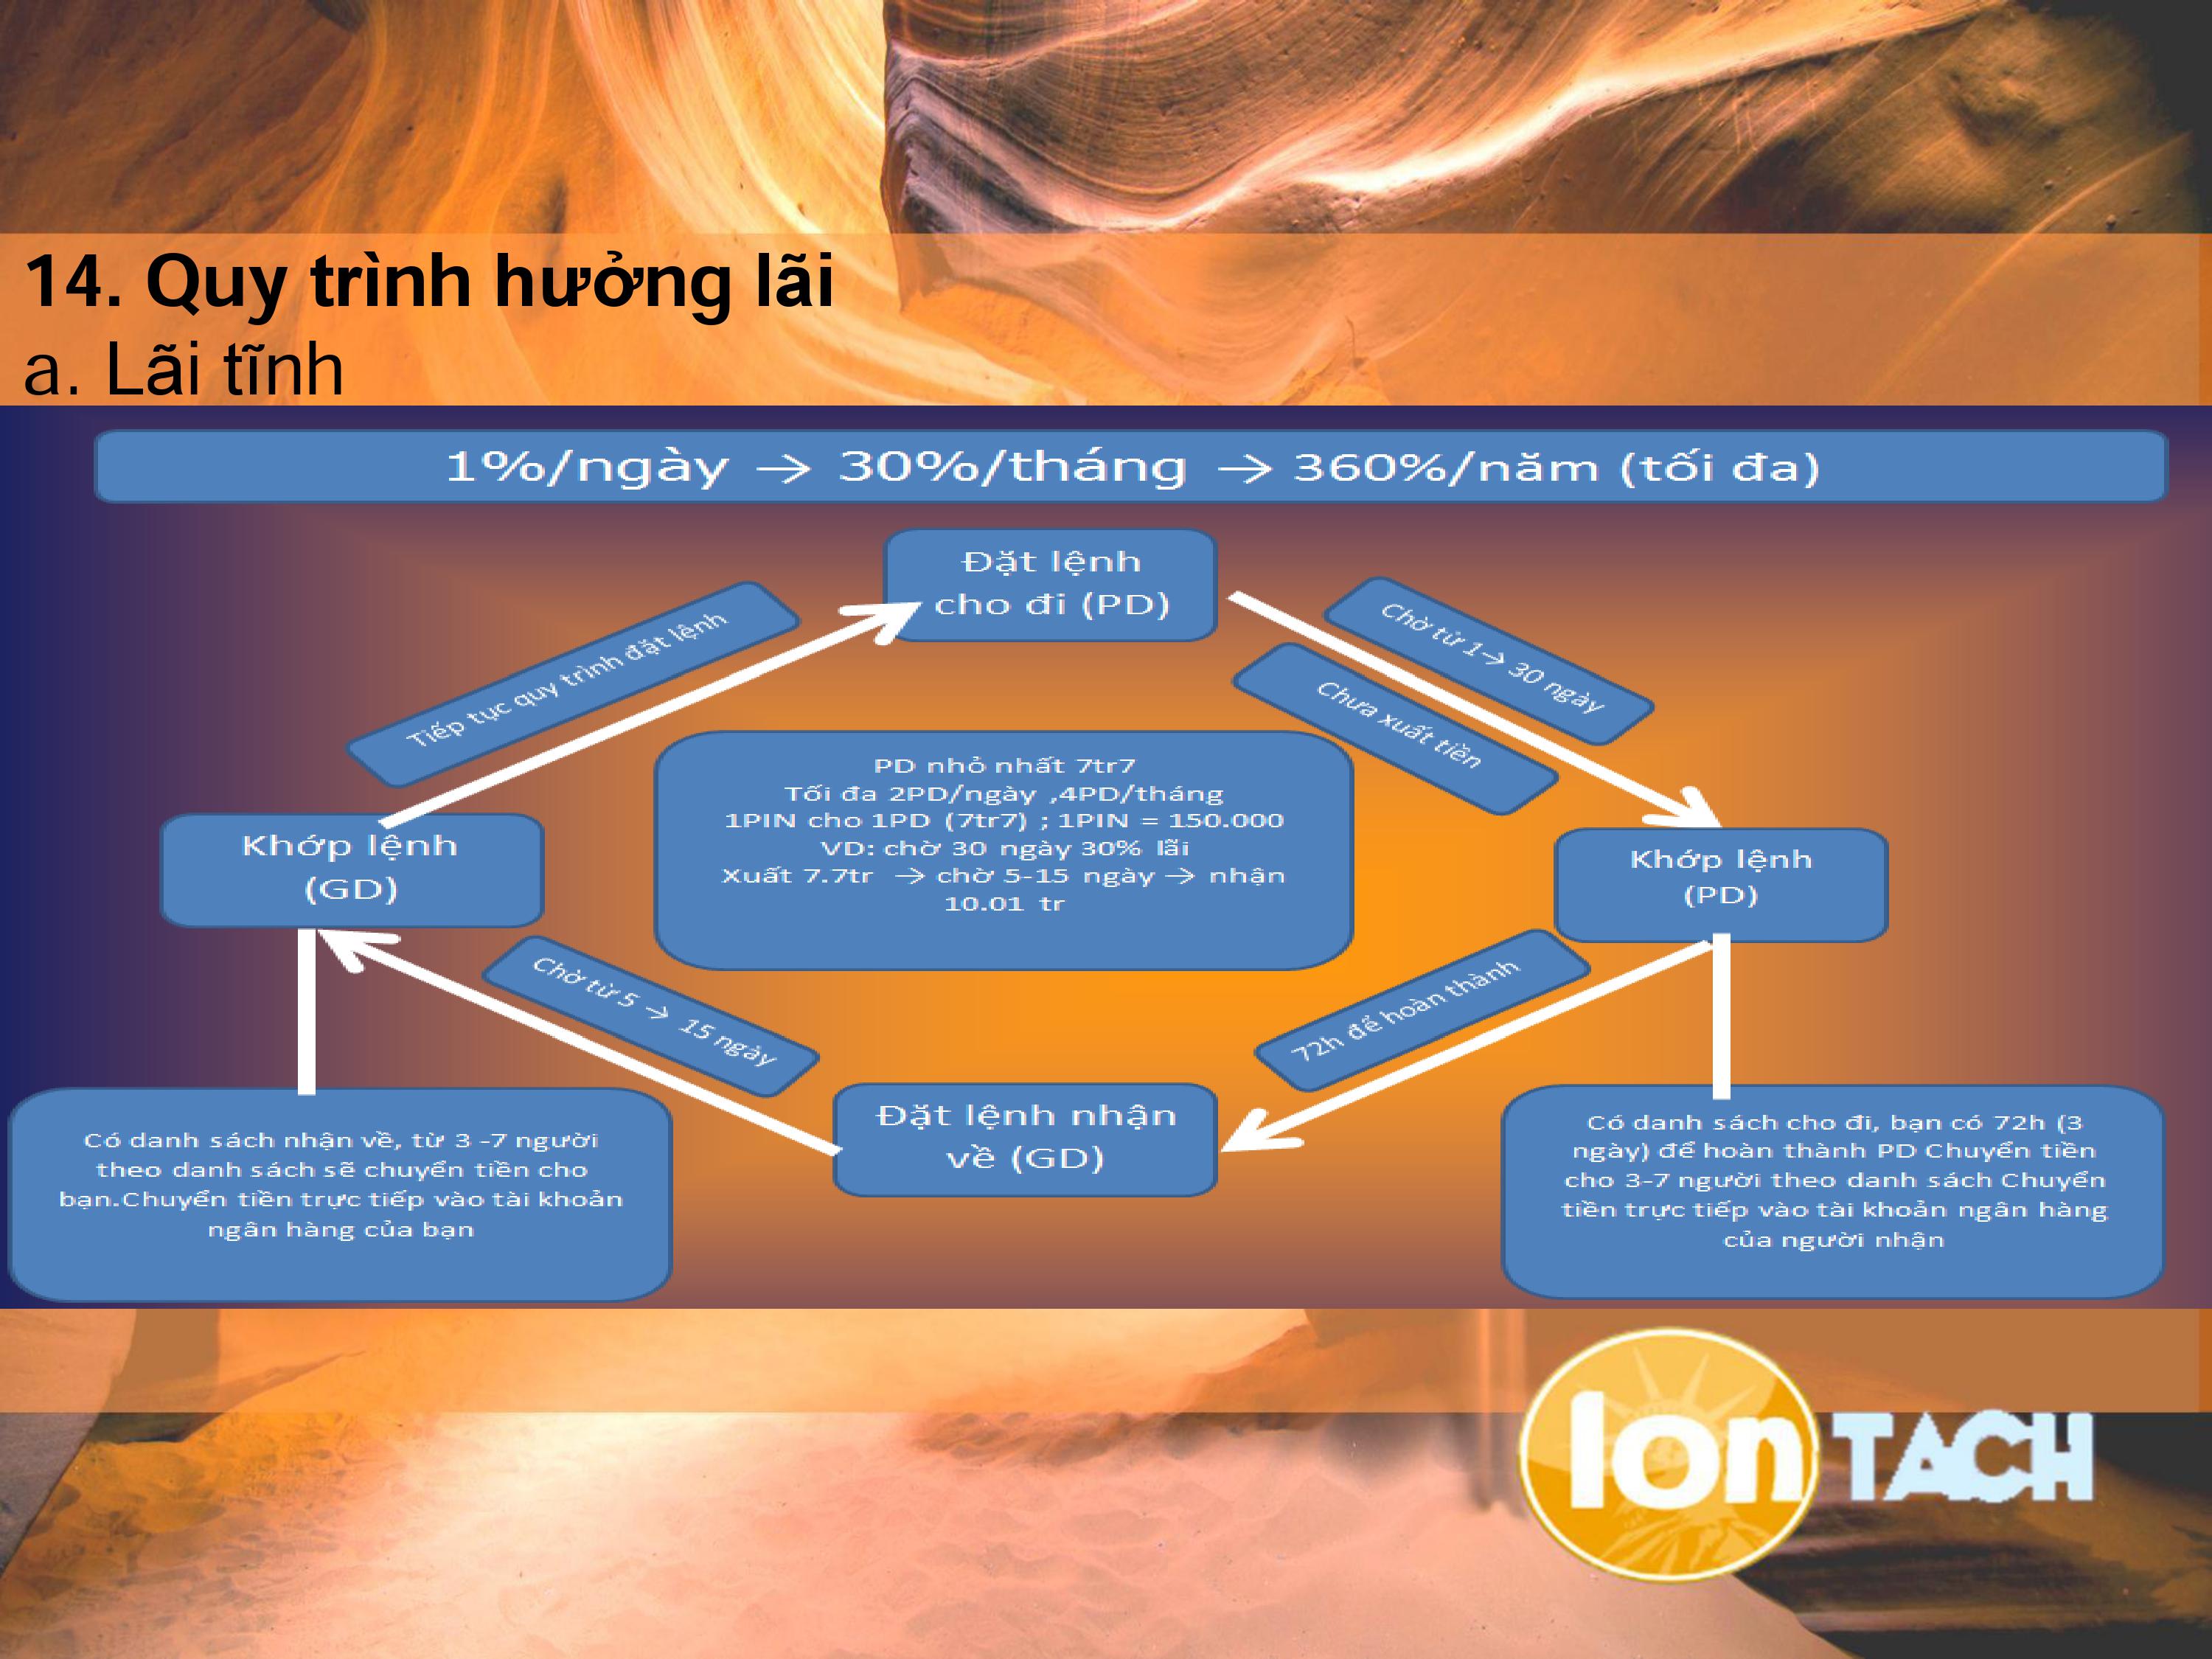 14. Quy trình hưởng lãi
a. Lãi tĩnh
1%/ngày → 30%/tháng → 360%/năm (tối đa)
Đặt lệnh
cho đi (PD)
Tiếp tục quy trình đặt lệnh
Chờ từ 1→ 30 ngày
Chưa xuất tiền
PD nhỏ nhất 7tr7
Tối đa 2PD/ngày ,4PD/tháng
1PIN cho 1PD (7tr7) ; 1PIN = 150.000
VD: chờ 30 ngày 30% lãi
Xuất 7.7tr → chờ 5-15 ngày → nhận
10.01 tr
Khớp lệnh
(GD)
Khớp lệnh
(PD)
Chờ từ 5 → 15 ngày
72h để hoàn thành
Đặt lệnh nhận
về (GD)
Có danh sách nhận về, từ 3 -7 người
theo danh sách sẽ chuyển tiền cho
bạn.Chuyển tiền trực tiếp vào tài khoản
ngân hàng của bạn
Có danh sách cho đi, bạn có 72h (3
ngày) để hoàn thành PD Chuyển tiền
cho 3-7 người theo danh sách Chuyển
tiền trực tiếp vào tài khoản ngân hàng
của người nhận
Ion TACH